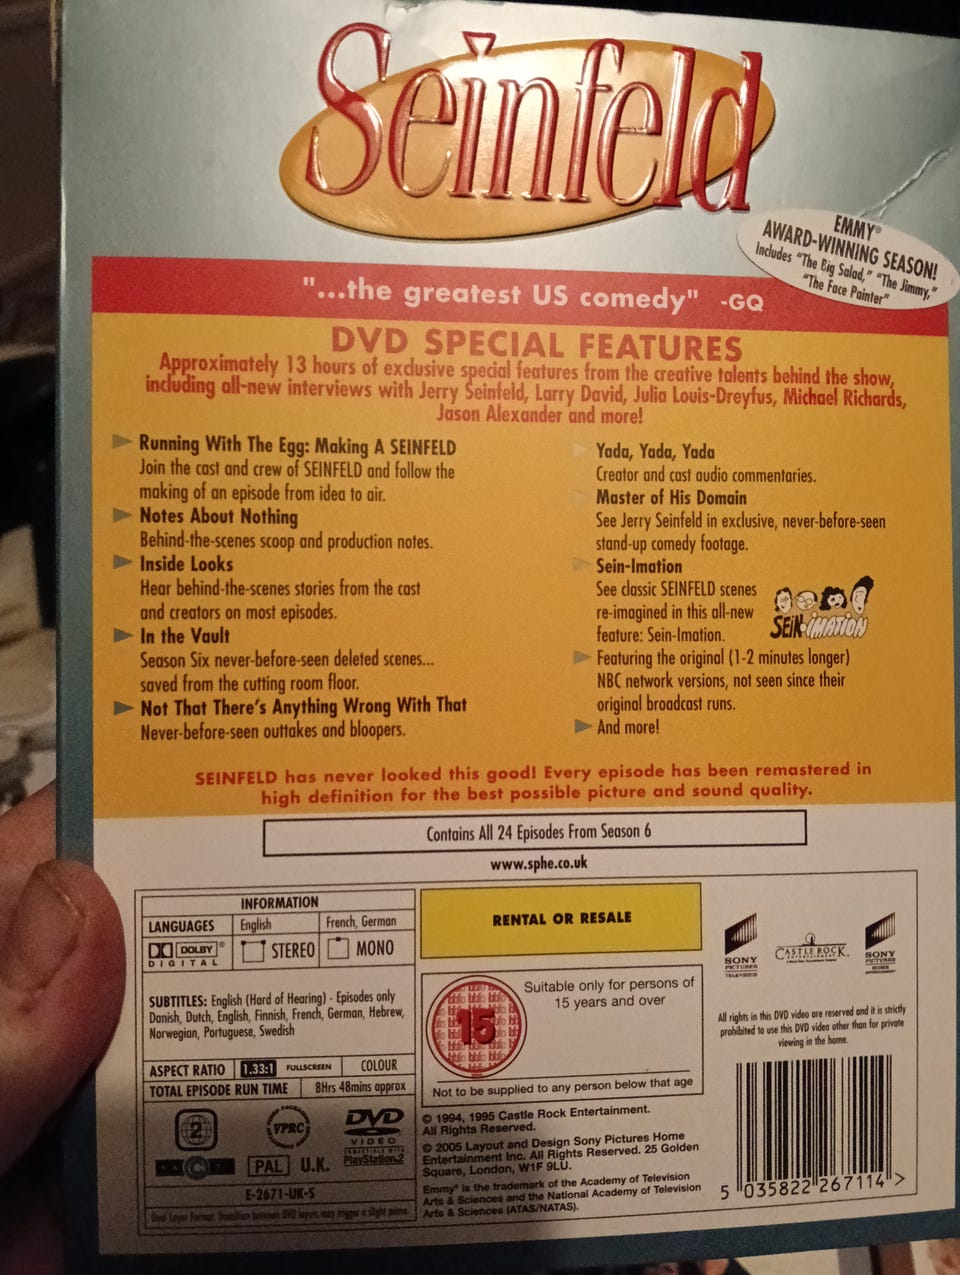 Seinfeld
EMMY®
AWARD-WINNING SEASON!
Includes "The Big Salad," "The Jimmy,"
"The Face Painter"
"...the greatest US comedy" -GQ
DVD SPECIAL FEATURES
Approximately 13 hours of exclusive special features from the creative talents behind the show,
including all-new interviews with Jerry Seinfeld, Larry David, Julia Louis-Dreyfus, Michael Richards,
Jason Alexander and more!
Running With The Egg: Making A SEINFELD
Join the cast and crew of SEINFELD and follow the
making of an episode from idea to air.
Notes About Nothing
Behind-the-scenes scoop and production notes.
Inside Looks
Hear behind-the-scenes stories from the cast
and creators on most episodes.
In the Vault
Season Six never-before-seen deleted scenes...
saved from the cutting room floor.
Not That There's Anything Wrong With That
Never-before-seen outtakes and bloopers.
Yada, Yada, Yada
Creator and cast audio commentaries.
Master of His Domain
See Jerry Seinfeld in exclusive, never-before-seen
stand-up comedy footage.
Sein-Imation
See classic SEINFELD scenes
re-imagined in this all-new
feature: Sein-Imation.
SEIN-IMATION
Featuring the original (1-2 minutes longer)
NBC network versions, not seen since their
original broadcast runs.
And more!
SEINFELD has never looked this good! Every episode has been remastered in
high definition for the best possible picture and sound quality.
Contains All 24 Episodes From Season 6
www.sphe.co.uk
INFORMATION
LANGUAGES English French, German
DOLBY® DIGITAL STEREO MONO
SUBTITLES: English (Hard of Hearing) - Episodes only
Danish, Dutch, English, Finnish, French, German, Hebrew,
Norwegian, Portuguese, Swedish
ASPECT RATIO 1.33:1 FULLSCREEN COLOUR
TOTAL EPISODE RUN TIME 8Hrs 48mins approx
2 VPRC DVD
VIDEO
COMPATIBLE WITH
PlayStation.2
PAL U.K.
E-2671-UK-S
Dual Layer Format: Transition between DVD layers may trigger a slight pause.
RENTAL OR RESALE
15
Suitable only for persons of
15 years and over
Not to be supplied to any person below that age
© 1994, 1995 Castle Rock Entertainment.
All Rights Reserved.
© 2005 Layout and Design Sony Pictures Home
Entertainment Inc. All Rights Reserved. 25 Golden
Square, London, W1F 9LU.
Emmy® is the trademark of the Academy of Television
Arts & Sciences and the National Academy of Television
Arts & Sciences (ATAS/NATAS).
SONY
PICTURES
TELEVISION
CASTLE ROCK
ENTERTAINMENT
SONY
PICTURES
HOME
ENTERTAINMENT
All rights in this DVD video are reserved and it is strictly
prohibited to use this DVD video other than for private
viewing in the home.
5 035822 267114 >